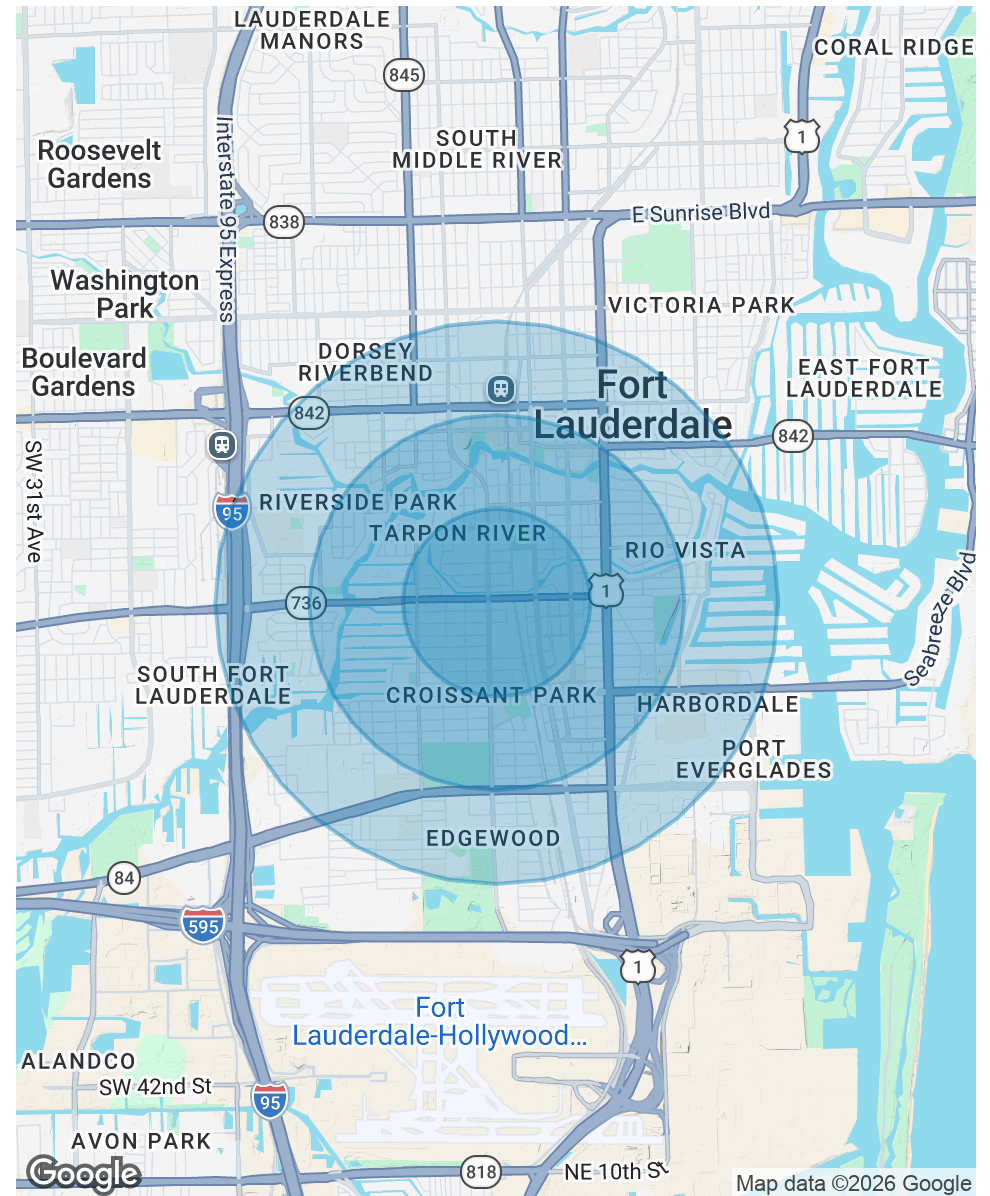 LAUDERDALE
MANORS
CORAL RIDGE
845
1
SOUTH
MIDDLE RIVER
Roosevelt
Gardens
Interstate 95 Express
838
E Sunrise Blvd
Washington
Park
VICTORIA PARK
DORSEY
RIVERBEND
Boulevard
Gardens
EAST FORT
LAUDERDALE
Fort
Lauderdale
842
842
SW 31st Ave
95
RIVERSIDE PARK
TARPON RIVER
RIO VISTA
736
1
Seabreeze Blvd
SOUTH FORT
LAUDERDALE
CROISSANT PARK
HARBORDALE
PORT
EVERGLADES
EDGEWOOD
84
595
1
Fort
Lauderdale-Hollywood...
ALANDCO
SW 42nd St
95
AVON PARK
818
NE 10th St
Google
Map data ©2026 Google